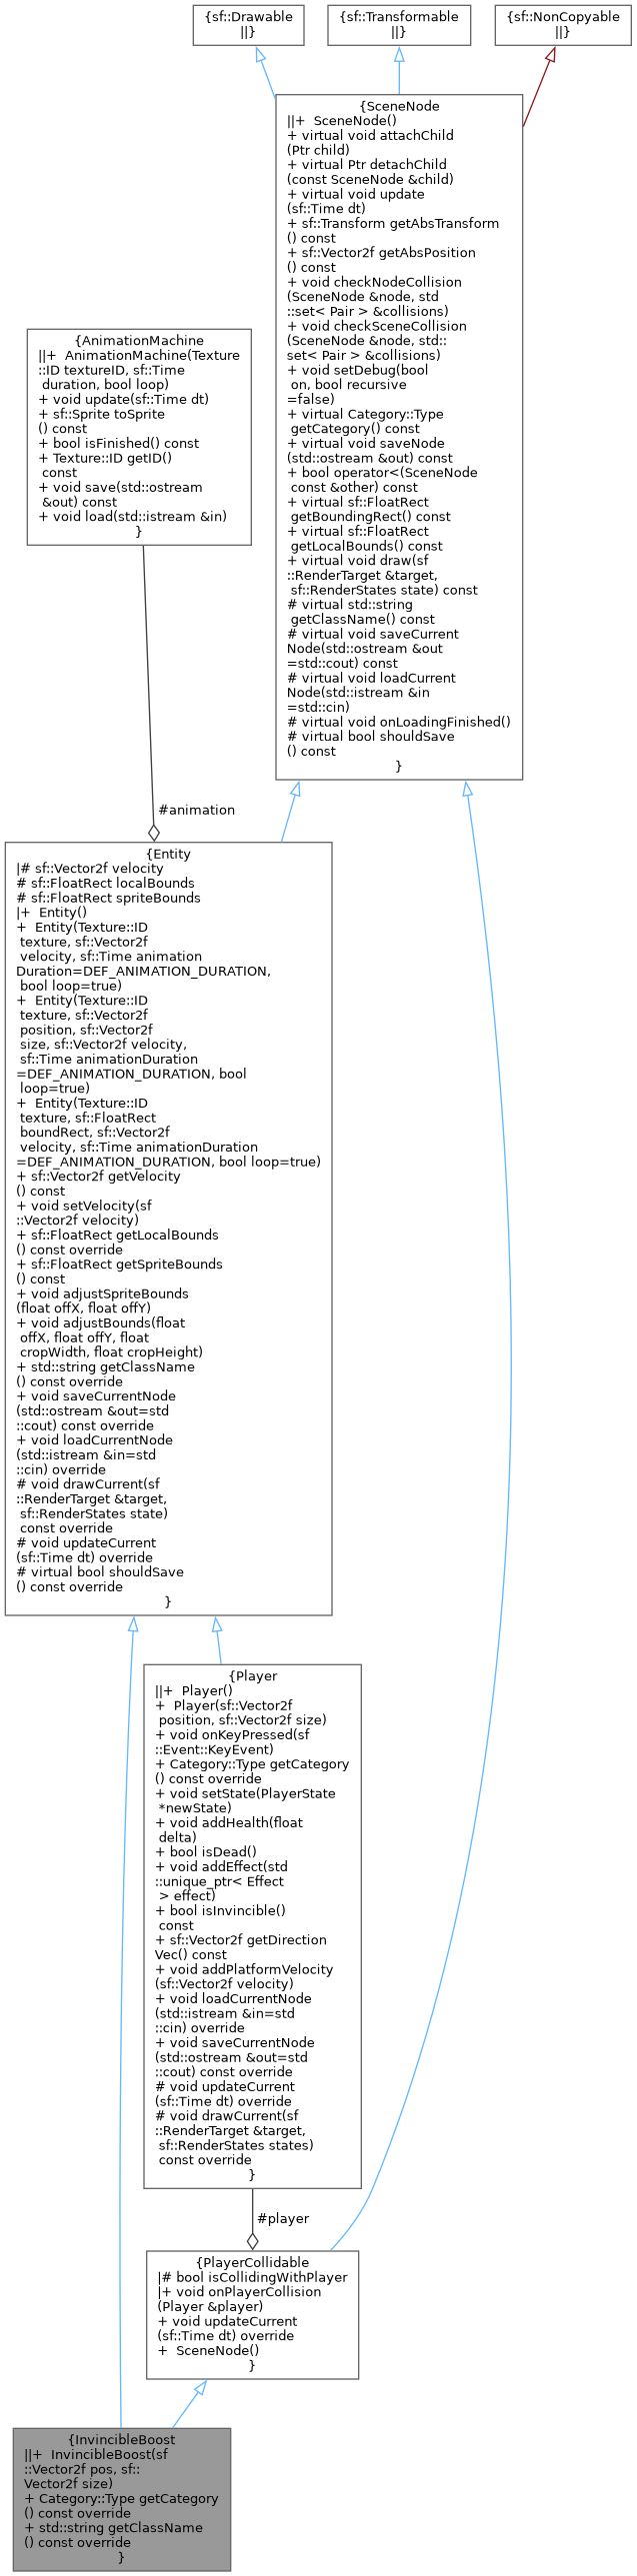 {sf::Drawable
||}
{sf::Transformable
||}
{sf::NonCopyable
||}
{SceneNode
||+  SceneNode()
+ virtual void attachChild
(Ptr child)
+ virtual Ptr detachChild
(const SceneNode &child)
+ virtual void update
(sf::Time dt)
+ sf::Transform getAbsTransform
() const
+ sf::Vector2f getAbsPosition
() const
+ void checkNodeCollision
(SceneNode &node, std
::set< Pair > &collisions)
+ void checkSceneCollision
(SceneNode &node, std::
set< Pair > &collisions)
+ void setDebug(bool
on, bool recursive
=false)
+ virtual Category::Type
getCategory() const
+ virtual void saveNode
(std::ostream &out) const
+ bool operator<(SceneNode
const &other) const
+ virtual sf::FloatRect
getBoundingRect() const
+ virtual sf::FloatRect
getLocalBounds() const
+ virtual void draw(sf
::RenderTarget &target,
sf::RenderStates state) const
# virtual std::string
getClassName() const
# virtual void saveCurrent
Node(std::ostream &out
=std::cout) const
# virtual void loadCurrent
Node(std::istream &in
=std::cin)
# virtual void onLoadingFinished()
# virtual bool shouldSave
() const
}
{AnimationMachine
||+  AnimationMachine(Texture
::ID textureID, sf::Time
duration, bool loop)
+ void update(sf::Time dt)
+ sf::Sprite toSprite
() const
+ bool isFinished() const
+ Texture::ID getID()
const
+ void save(std::ostream
&out) const
+ void load(std::istream &in)
}
#animation
{Entity
|# sf::Vector2f velocity
# sf::FloatRect localBounds
# sf::FloatRect spriteBounds
|+  Entity()
+  Entity(Texture::ID
texture, sf::Vector2f
velocity, sf::Time animation
Duration=DEF_ANIMATION_DURATION,
bool loop=true)
+  Entity(Texture::ID
texture, sf::Vector2f
position, sf::Vector2f
size, sf::Vector2f velocity,
sf::Time animationDuration
=DEF_ANIMATION_DURATION, bool
loop=true)
+  Entity(Texture::ID
texture, sf::FloatRect
boundRect, sf::Vector2f
velocity, sf::Time animationDuration
=DEF_ANIMATION_DURATION, bool loop=true)
+ sf::Vector2f getVelocity
() const
+ void setVelocity(sf
::Vector2f velocity)
+ sf::FloatRect getLocalBounds
() const override
+ sf::FloatRect getSpriteBounds
() const
+ void adjustSpriteBounds
(float offX, float offY)
+ void adjustBounds(float
offX, float offY, float
cropWidth, float cropHeight)
+ std::string getClassName
() const override
+ void saveCurrentNode
(std::ostream &out=std
::cout) const override
+ void loadCurrentNode
(std::istream &in=std
::cin) override
# void drawCurrent(sf
::RenderTarget &target,
sf::RenderStates state)
const override
# void updateCurrent
(sf::Time dt) override
# virtual bool shouldSave
() const override
}
{Player
||+  Player()
+  Player(sf::Vector2f
position, sf::Vector2f size)
+ void onKeyPressed(sf
::Event::KeyEvent)
+ Category::Type getCategory
() const override
+ void setState(PlayerState
*newState)
+ void addHealth(float
delta)
+ bool isDead()
+ void addEffect(std
::unique_ptr< Effect
> effect)
+ bool isInvincible()
const
+ sf::Vector2f getDirection
Vec() const
+ void addPlatformVelocity
(sf::Vector2f velocity)
+ void loadCurrentNode
(std::istream &in=std
::cin) override
+ void saveCurrentNode
(std::ostream &out=std
::cout) const override
# void updateCurrent
(sf::Time dt) override
# void drawCurrent(sf
::RenderTarget &target,
sf::RenderStates states)
const override
}
#player
{PlayerCollidable
|# bool isCollidingWithPlayer
|+ void onPlayerCollision
(Player &player)
+ void updateCurrent
(sf::Time dt) override
+  SceneNode()
}
{InvincibleBoost
||+  InvincibleBoost(sf
::Vector2f pos, sf::
Vector2f size)
+ Category::Type getCategory
() const override
+ std::string getClassName
() const override
}